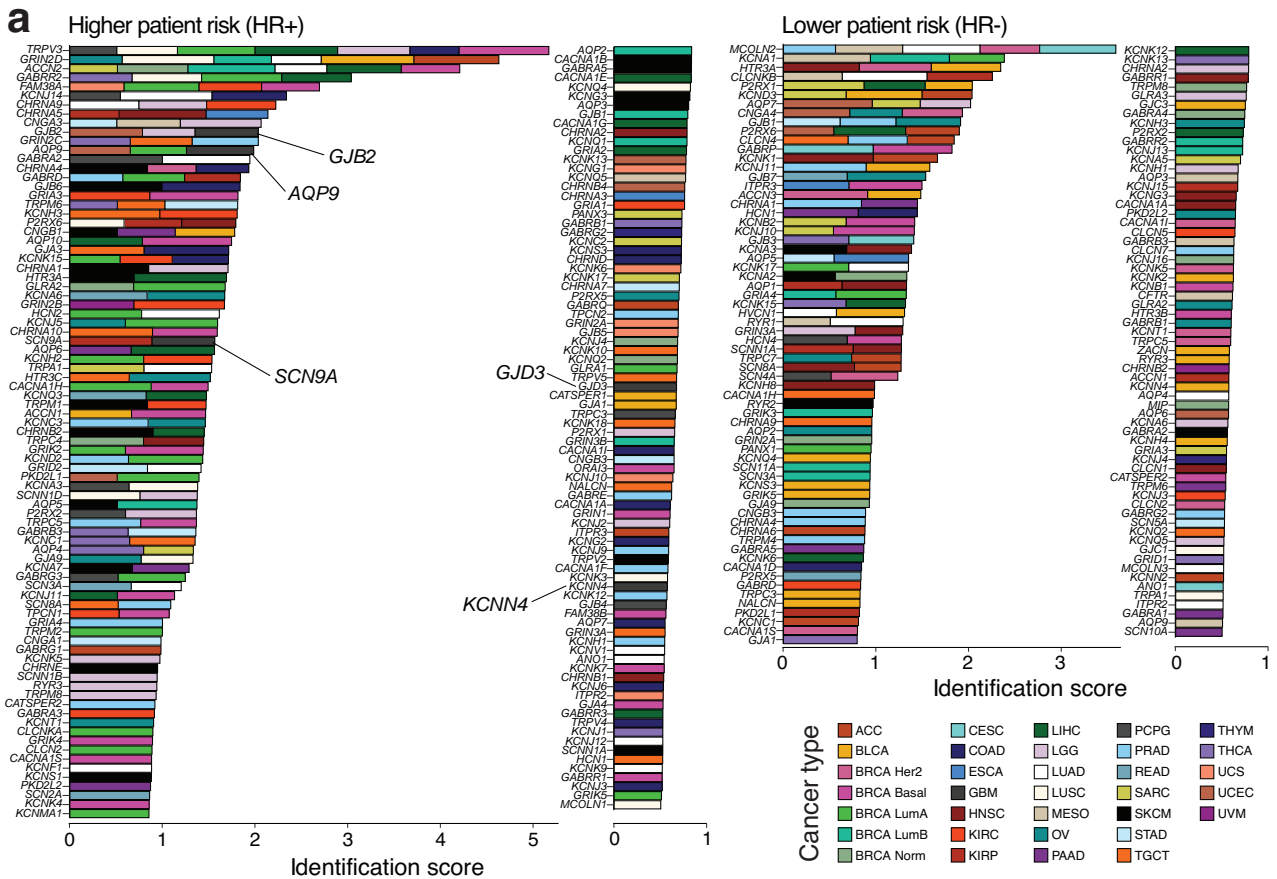 a
Higher patient risk (HR+)
TRPV3
GRIN2D
ACCN2
GABRR2
FAM38A
KCNJ14
CHRNA9
CHRNA5
CNGA3
GJB2
GRIN2C
AQP9
GABRA2
CHRNA4
GABRD
GJB6
GRIA3
TRPM6
KCNH3
P2RX6
CNGB1
AQP10
GJA3
KCNK15
CHRNA1
HTR3A
GLRA2
KCNA6
GRIN2B
HCN2
KCNJ5
CHRNA10
SCN9A
AQP6
KCNH2
TRPA1
HTR3C
CACNA1H
KCNQ3
TRPM1
ACCN1
KCNC3
CHRNB2
TRPC4
GRIK2
KCND2
GRID2
PKD2L1
KCNA3
SCNN1D
AQP5
P2RX2
TRPC5
GABRB3
KCNC1
AQP4
GJA9
KCNA7
GABRG3
SCN3A
KCNJ11
SCN8A
TPCN1
GRIA4
TRPM2
CNGA1
GABRG1
KCNK5
CHRNE
SCNN1B
RYR3
TRPM8
CATSPER2
GABRA3
KCNT1
CLCNKA
GRIK4
CLCN2
CACNA1S
KCNF1
KCNS1
PKD2L2
SCN2A
KCNK4
KCNMA1
0 1 2 3 4 5
Identification score
GJB2
AQP9
SCN9A
AQP2
CACNA1B
GABRA5
CACNA1E
KCNQ4
KCNG3
AQP3
GJB1
CACNA1G
CHRNA2
KCNQ1
GRIA2
KCNK13
KCNG1
KCNQ5
CHRNB4
CHRNA3
GRIA1
PANX3
GABRB1
GABRG2
KCNC2
KCNS3
CHRND
KCNK6
KCNK17
CHRNA7
P2RX5
GABRQ
TPCN2
GRIN2A
GJB5
KCNJ4
KCNK10
KCNQ2
GLRA1
TRPV5
GJD3
CATSPER1
GJA1
TRPC3
KCNK18
P2RX1
GRIN3B
CACNA1I
CNGB3
ORAI3
KCNJ10
NALCN
GABRE
CACNA1A
GRIN1
KCNJ2
ITPR3
KCNG2
KCNJ9
TRPV2
CACNA1F
KCNK3
KCNN4
KCNK12
GJB4
FAM38B
AQP7
GRIN3A
KCNH1
KCNV1
ANO1
KCNK7
CHRNB1
KCNJ6
ITPR2
GJA4
GABRR3
TRPV4
KCNJ1
KCNJ12
SCNN1A
HCN1
KCNK9
GABRR1
KCNJ3
GRIK5
MCOLN1
0 1
GJD3
KCNN4
Lower patient risk (HR-)
MCOLN2
KCNA1
HTR3A
CLCNKB
P2RX1
KCND3
AQP7
CNGA4
GJB1
P2RX6
CLCN4
GABRP
KCNK1
KCNJ11
GJB7
ITPR3
ACCN3
CHRNA1
HCN1
KCNB2
KCNJ10
GJB3
KCNA3
AQP5
KCNK17
KCNA2
AQP1
GRIA4
KCNK15
HVCN1
RYR1
GRIN3A
HCN4
SCNN1A
TRPC7
SCN8A
SCN4A
KCNH8
CACNA1H
RYR2
GRIK3
CHRNA9
AQP2
GRIN2A
PANX1
KCNQ4
SCN11A
SCN3A
KCNS3
GRIK5
GJA9
CNGB3
CHRNA4
CHRNA6
TRPM4
GABRA5
KCNK6
CACNA1D
P2RX5
GABRD
TRPC3
NALCN
PKD2L1
KCNC1
CACNA1S
GJA1
0 1 2 3
Identification score
KCNK12
KCNK13
CHRNA2
GABRR1
TRPM8
GLRA3
GJC3
GABRA4
KCNH3
P2RX2
GABRR2
KCNJ13
KCNA5
KCNH1
AQP3
KCNJ15
KCNG3
CACNA1A
PKD2L2
CACNA1I
CLCN5
GABRB3
CLCN7
KCNJ16
KCNK5
KCNK2
KCNB1
CFTR
GLRA2
HTR3B
GABRB1
KCNT1
TRPC5
ZACN
RYR3
CHRNB2
ACCN1
KCNN4
AQP4
MIP
AQP6
KCNA6
GABRA2
KCNH4
GRIA3
KCNJ4
CLCN1
CATSPER2
TRPM6
KCNJ3
CLCN2
GABRG2
SCN5A
KCNQ2
KCNQ5
GJC1
GRID1
MCOLN3
KCNN2
ANO1
TRPA1
ITPR2
GABRA1
AQP9
SCN10A
0 1
Cancer type
ACC
BLCA
BRCA Her2
BRCA Basal
BRCA LumA
BRCA LumB
BRCA Norm
CESC
COAD
ESCA
GBM
HNSC
KIRC
KIRP
LIHC
LGG
LUAD
LUSC
MESO
OV
PAAD
PCPG
PRAD
READ
SARC
SKCM
STAD
TGCT
THYM
THCA
UCS
UCEC
UVM